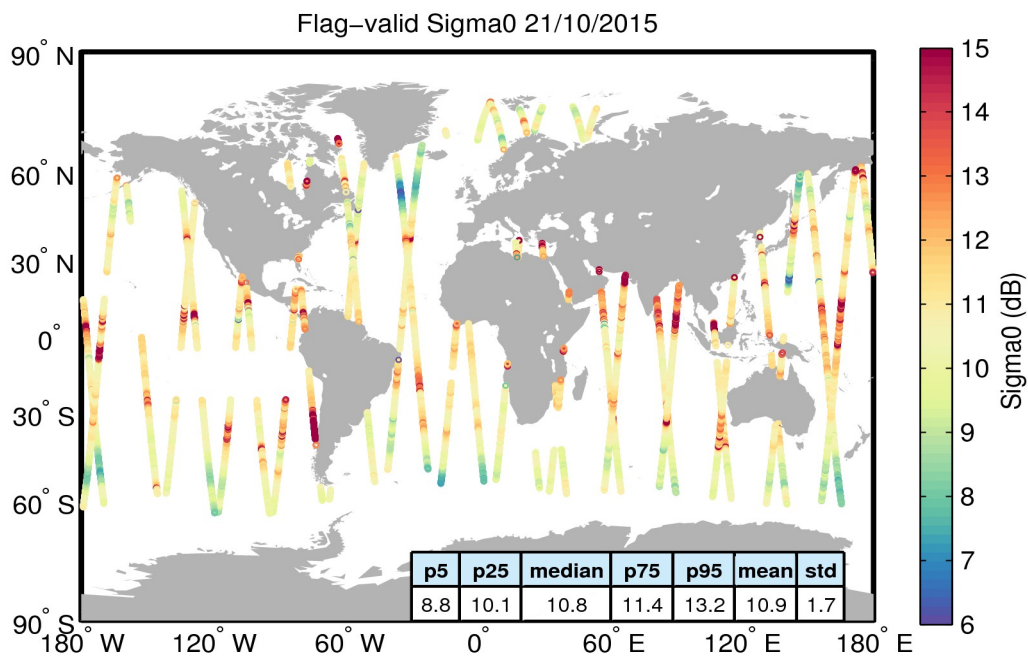 Flag−valid Sigma0 21/10/2015
90° N
60° N
30° N
0°
30° S
60° S
90° S
180° W
120° W
60° W
0°
60° E
120° E
180° E
p5 p25 median p75 p95 mean std
8.8 10.1 10.8 11.4 13.2 10.9 1.7
15
14
13
12
11
10
9
8
7
6
Sigma0 (dB)